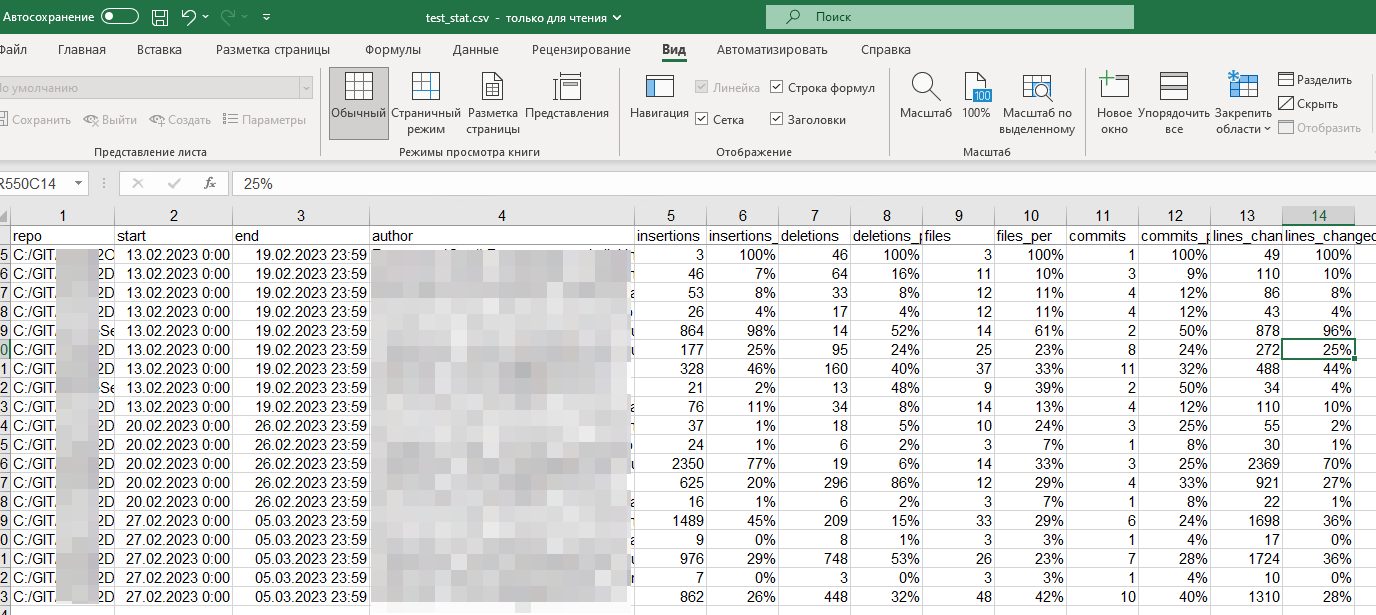 Автосохранение test_stat.csv - только для чтения Поиск
Файл Главная Вставка Разметка страницы Формулы Данные Рецензирование Вид Автоматизировать Справка
умолчанию
Сохранить Выйти Создать Параметры
Представление листа
Обычный Страничный режим Разметка страницы Представления
Режимы просмотра книги
Навигация Линейка Строка формул
Сетка Заголовки
Отображение
Масштаб 100% Масштаб по выделенному
100
Масштаб
Новое окно Упорядочить все Закрепить области
Разделить
Скрыть
Отобразить
R550C14 fx 25%
1 2 3 4 5 6 7 8 9 10 11 12 13 14
repo start end author insertions insertions_ deletions deletions_p files files_per commits commits_p lines_chan lines_changed
5 C:/GIT 2C 13.02.2023 0:00 19.02.2023 23:59 3 100% 46 100% 3 100% 1 100% 49 100%
6 C:/GIT 2D 13.02.2023 0:00 19.02.2023 23:59 46 7% 64 16% 11 10% 3 9% 110 10%
7 C:/GIT 2D 13.02.2023 0:00 19.02.2023 23:59 53 8% 33 8% 12 11% 4 12% 86 8%
8 C:/GIT 2D 13.02.2023 0:00 19.02.2023 23:59 26 4% 17 4% 12 11% 4 12% 43 4%
9 C:/GIT Se 13.02.2023 0:00 19.02.2023 23:59 864 98% 14 52% 14 61% 2 50% 878 96%
0 C:/GIT 2D 13.02.2023 0:00 19.02.2023 23:59 177 25% 95 24% 25 23% 8 24% 272 25%
1 C:/GIT 2D 13.02.2023 0:00 19.02.2023 23:59 328 46% 160 40% 37 33% 11 32% 488 44%
2 C:/GIT Se 13.02.2023 0:00 19.02.2023 23:59 21 2% 13 48% 9 39% 2 50% 34 4%
3 C:/GIT 2D 13.02.2023 0:00 19.02.2023 23:59 76 11% 34 8% 14 13% 4 12% 110 10%
4 C:/GIT 2D 20.02.2023 0:00 26.02.2023 23:59 37 1% 18 5% 10 24% 3 25% 55 2%
5 C:/GIT 2D 20.02.2023 0:00 26.02.2023 23:59 24 1% 6 2% 3 7% 1 8% 30 1%
6 C:/GIT 2D 20.02.2023 0:00 26.02.2023 23:59 2350 77% 19 6% 14 33% 3 25% 2369 70%
7 C:/GIT 2D 20.02.2023 0:00 26.02.2023 23:59 625 20% 296 86% 12 29% 4 33% 921 27%
8 C:/GIT 2D 20.02.2023 0:00 26.02.2023 23:59 16 1% 6 2% 3 7% 1 8% 22 1%
9 C:/GIT 2D 27.02.2023 0:00 05.03.2023 23:59 1489 45% 209 15% 33 29% 6 24% 1698 36%
0 C:/GIT 2D 27.02.2023 0:00 05.03.2023 23:59 9 0% 8 1% 3 3% 1 4% 17 0%
1 C:/GIT 2D 27.02.2023 0:00 05.03.2023 23:59 976 29% 748 53% 26 23% 7 28% 1724 36%
2 C:/GIT 2D 27.02.2023 0:00 05.03.2023 23:59 7 0% 3 0% 3 3% 1 4% 10 0%
3 C:/GIT 2D 27.02.2023 0:00 05.03.2023 23:59 862 26% 448 32% 48 42% 10 40% 1310 28%